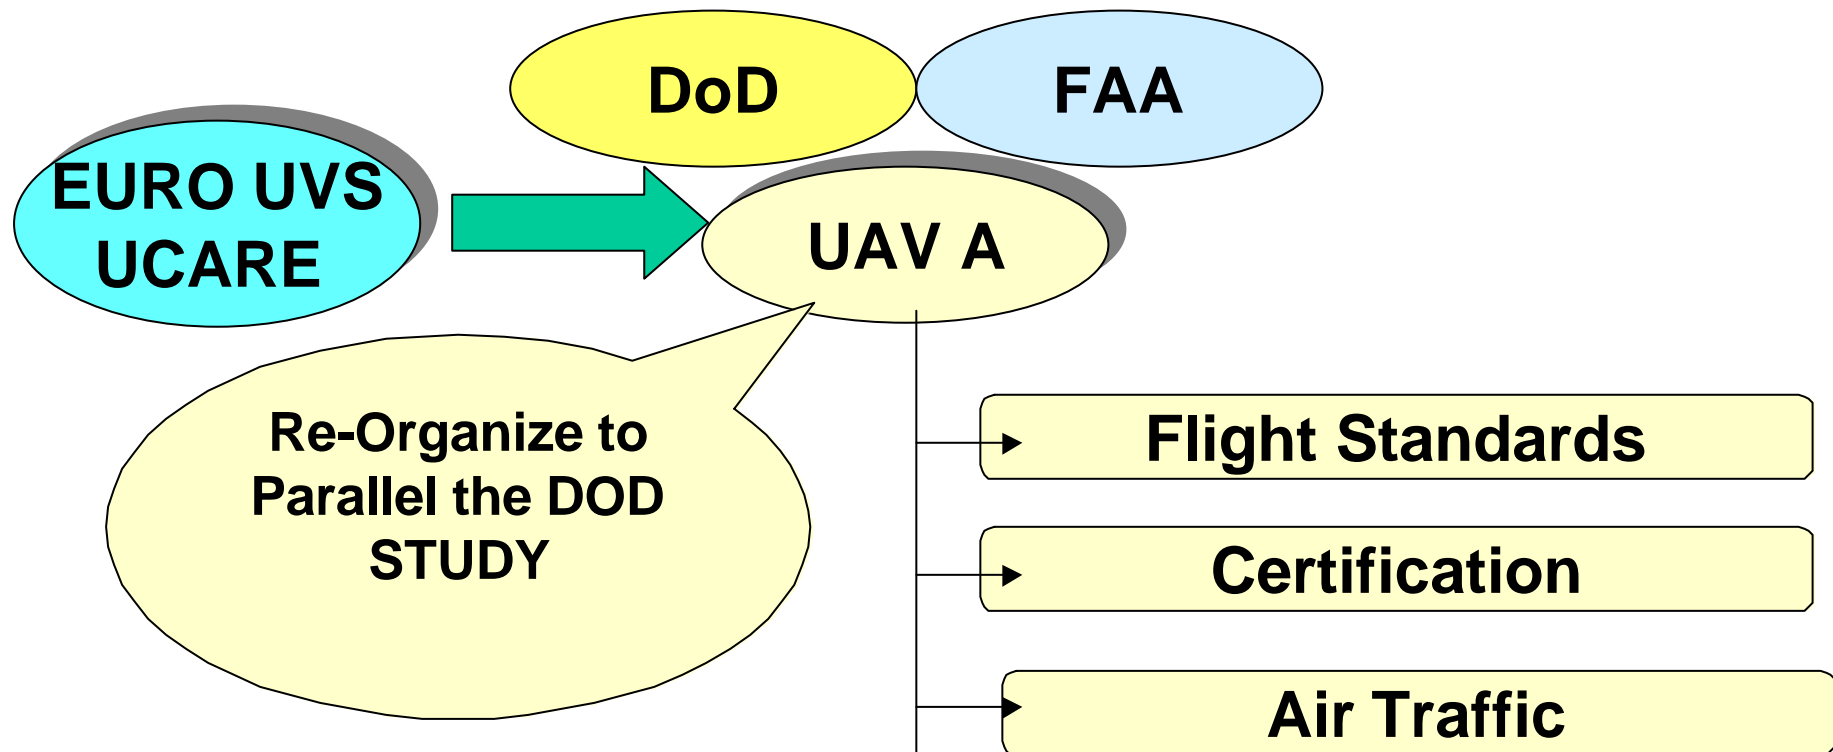 DoD
FAA
EURO UVS
UCARE
UAV A
Re-Organize to
Parallel the DOD
STUDY
Flight Standards
Certification
Air Traffic